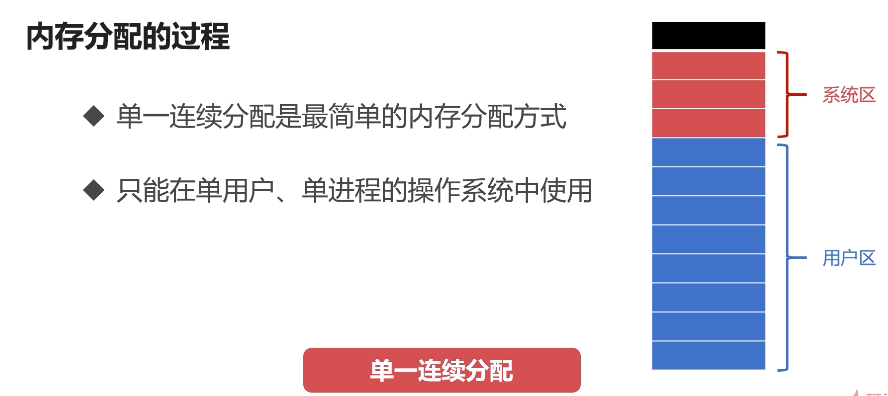 内存分配的过程
◆ 单一连续分配是最简单的内存分配方式
◆ 只能在单用户、单进程的操作系统中使用
系统区
用户区
单一连续分配